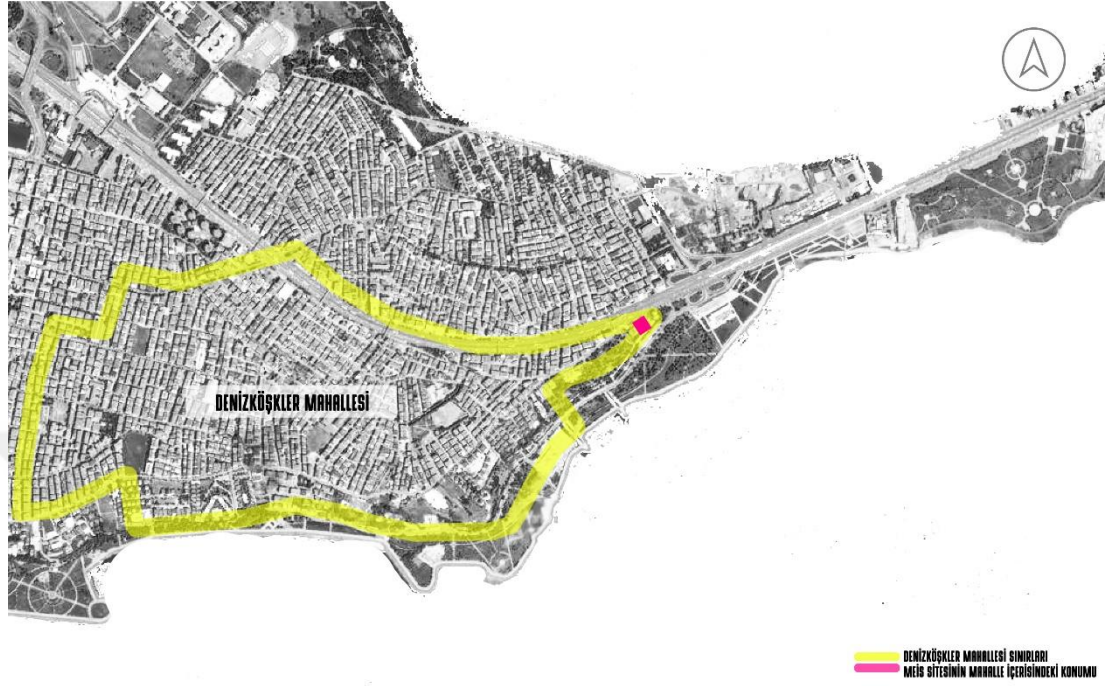 DENİZKÖŞKLER MAHALLESİ
DENİZKÖŞKLER MAHALLESİ SINIRLARI
MEİS SİTESİNİN MAHALLE İÇERİSİNDEKİ KONUMU